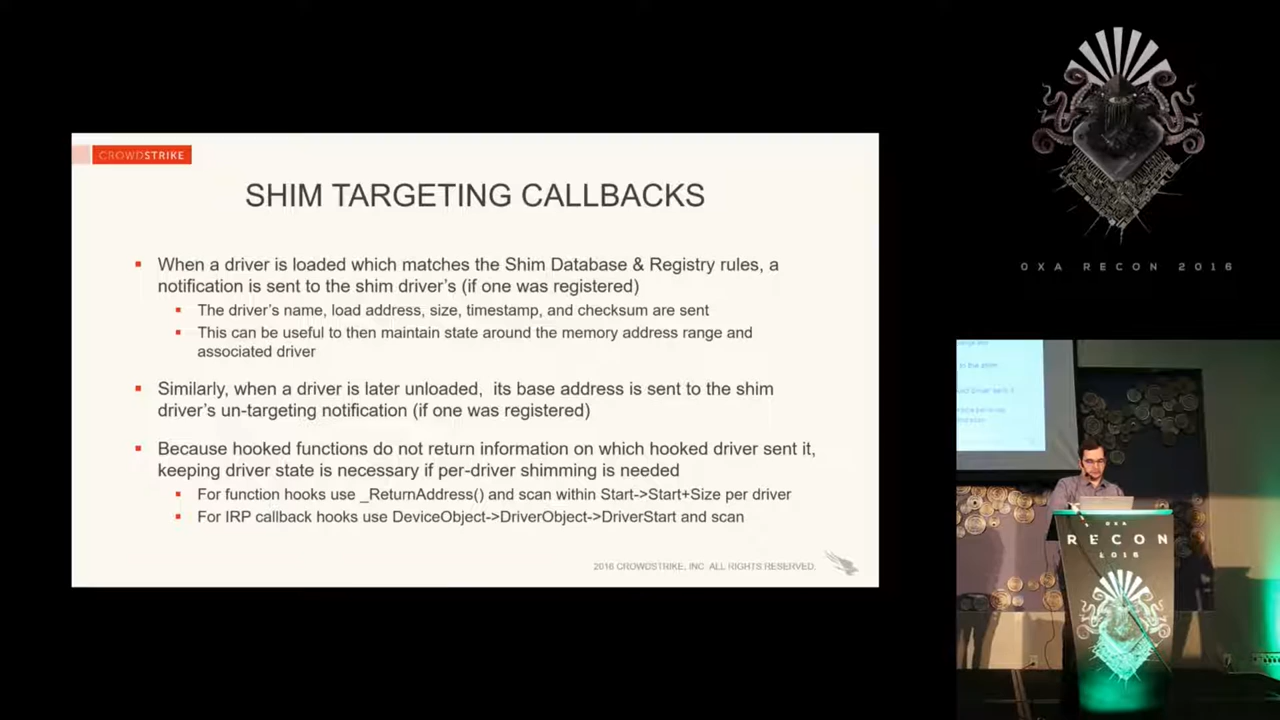 CROWDSTRIKE
SHIM TARGETING CALLBACKS
When a driver is loaded which matches the Shim Database & Registry rules, a
notification is sent to the shim driver's (if one was registered)
The driver's name, load address, size, timestamp, and checksum are sent
This can be useful to then maintain state around the memory address range and
associated driver
Similarly, when a driver is later unloaded,  its base address is sent to the shim
driver's un-targeting notification (if one was registered)
Because hooked functions do not return information on which hooked driver sent it,
keeping driver state is necessary if per-driver shimming is needed
For function hooks use _ReturnAddress() and scan within Start->Start+Size per driver
For IRP callback hooks use DeviceObject->DriverObject->DriverStart and scan
2016 CROWDSTRIKE, INC. ALL RIGHTS RESERVED.
0XA RECON 2016
0XA
RECON
2016